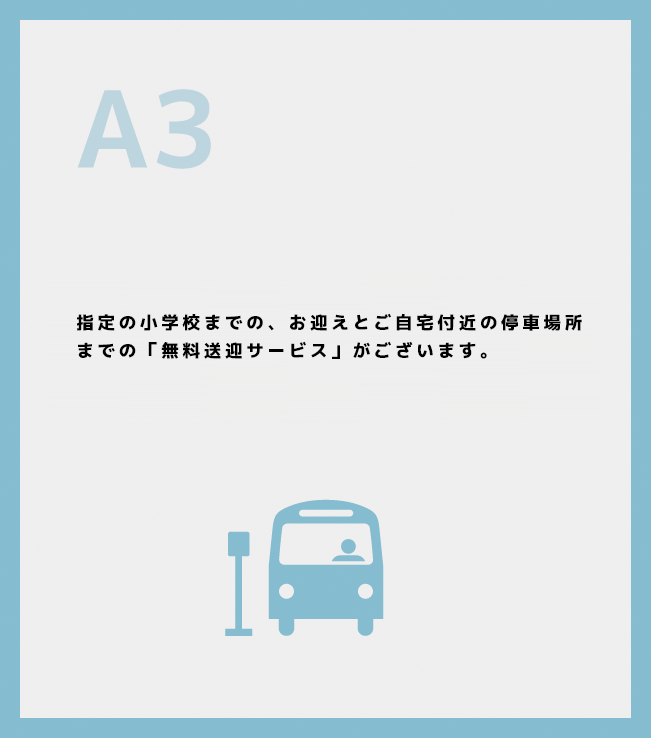 A3
指定の小学校までの、お迎えとご自宅付近の停車場所
までの「無料送迎サービス」がございます。